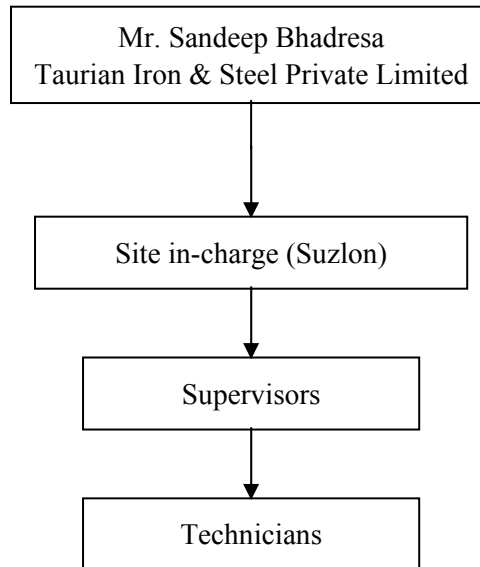 Mr. Sandeep Bhadresa
Taurian Iron & Steel Private Limited
Site in-charge (Suzlon)
Supervisors
Technicians